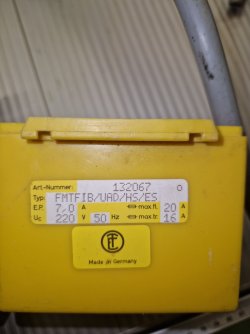 Art.-Nummer: 132067 0
Typ FMTFIB/UAD/HS/ES
E.P. 7,0 A ⇔ max.fl. 20 A
Uc 220 V 50 Hz ⇔ max.tr. 16 A
Made in Germany